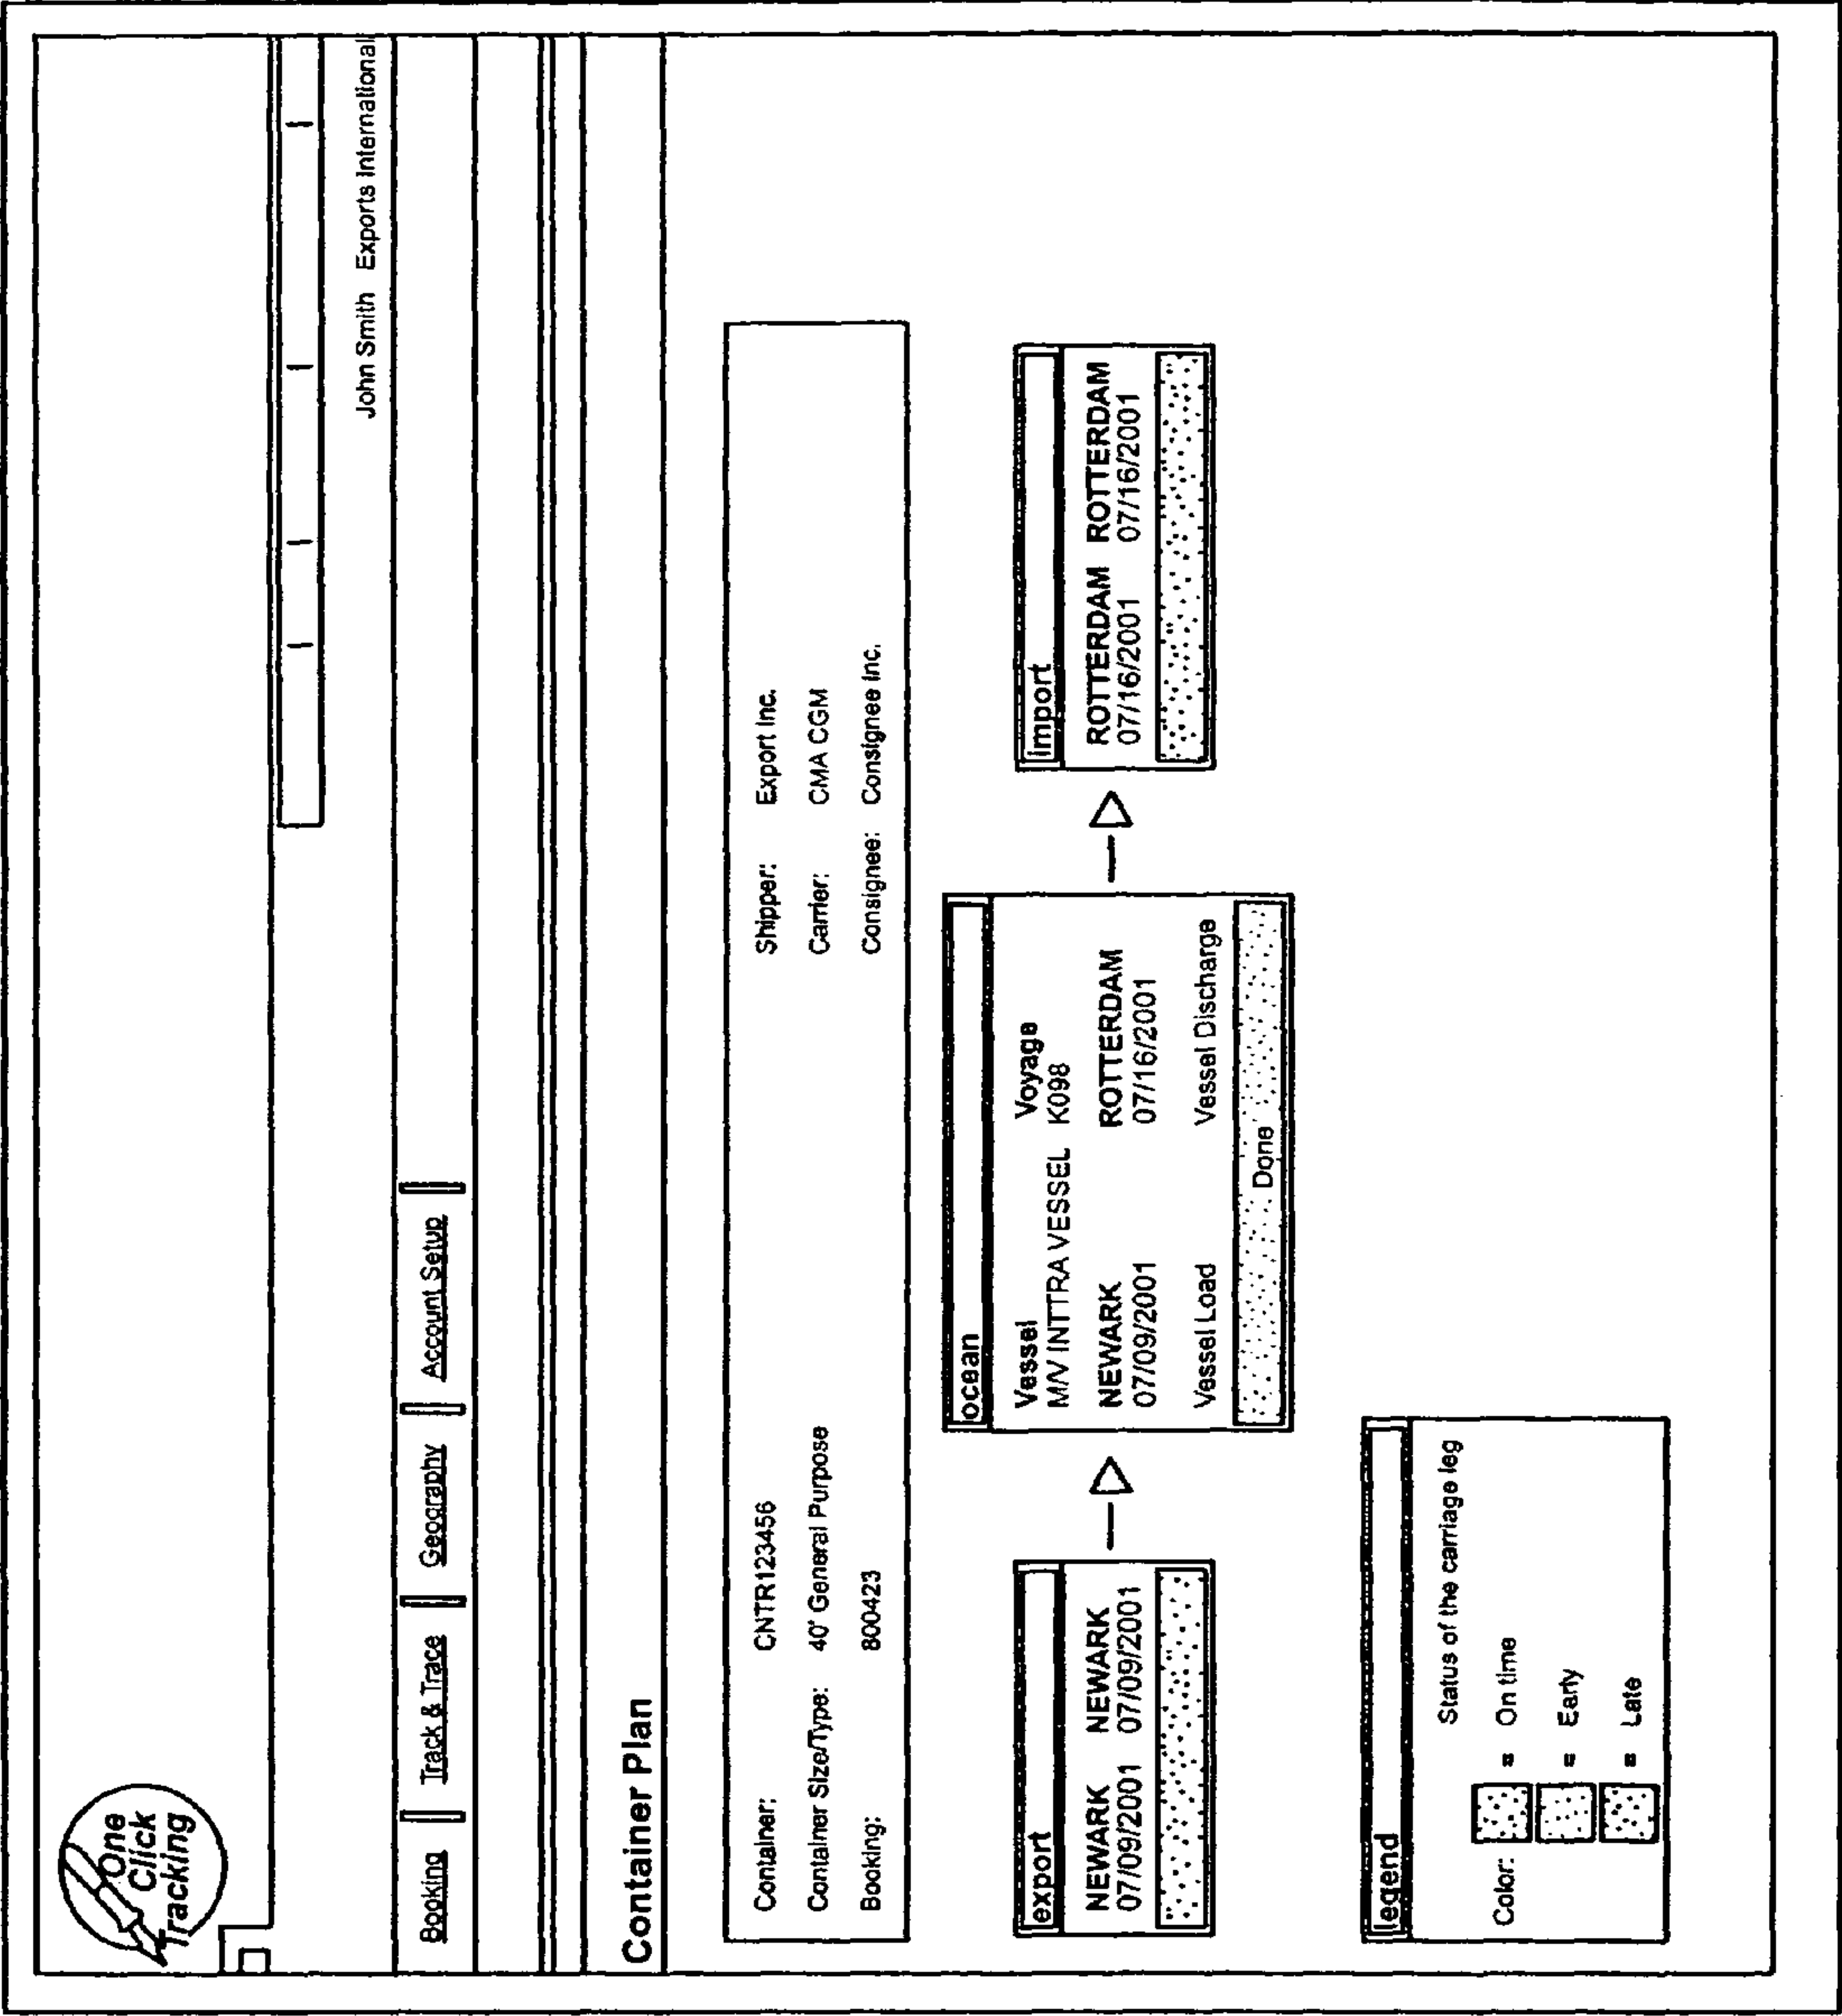 One
Click
Tracking
John Smith Exports International
Booking Track & Trace Geography Account Setup
Container Plan
Container: CNTR123456 Shipper: Export Inc.
Container Size/Type: 40' General Purpose Carrier: CMA CGM
Booking: 800423 Consignee: Consignee Inc.
export
NEWARK NEWARK
07/09/2001 07/09/2001
ocean
Vessel Voyage
M/V INTTRA VESSEL K098
NEWARK ROTTERDAM
07/09/2001 07/16/2001
Vessel Load Vessel Discharge
Done
import
ROTTERDAM ROTTERDAM
07/16/2001 07/16/2001
legend
Status of the carriage leg
Color: = On time
= Early
= Late